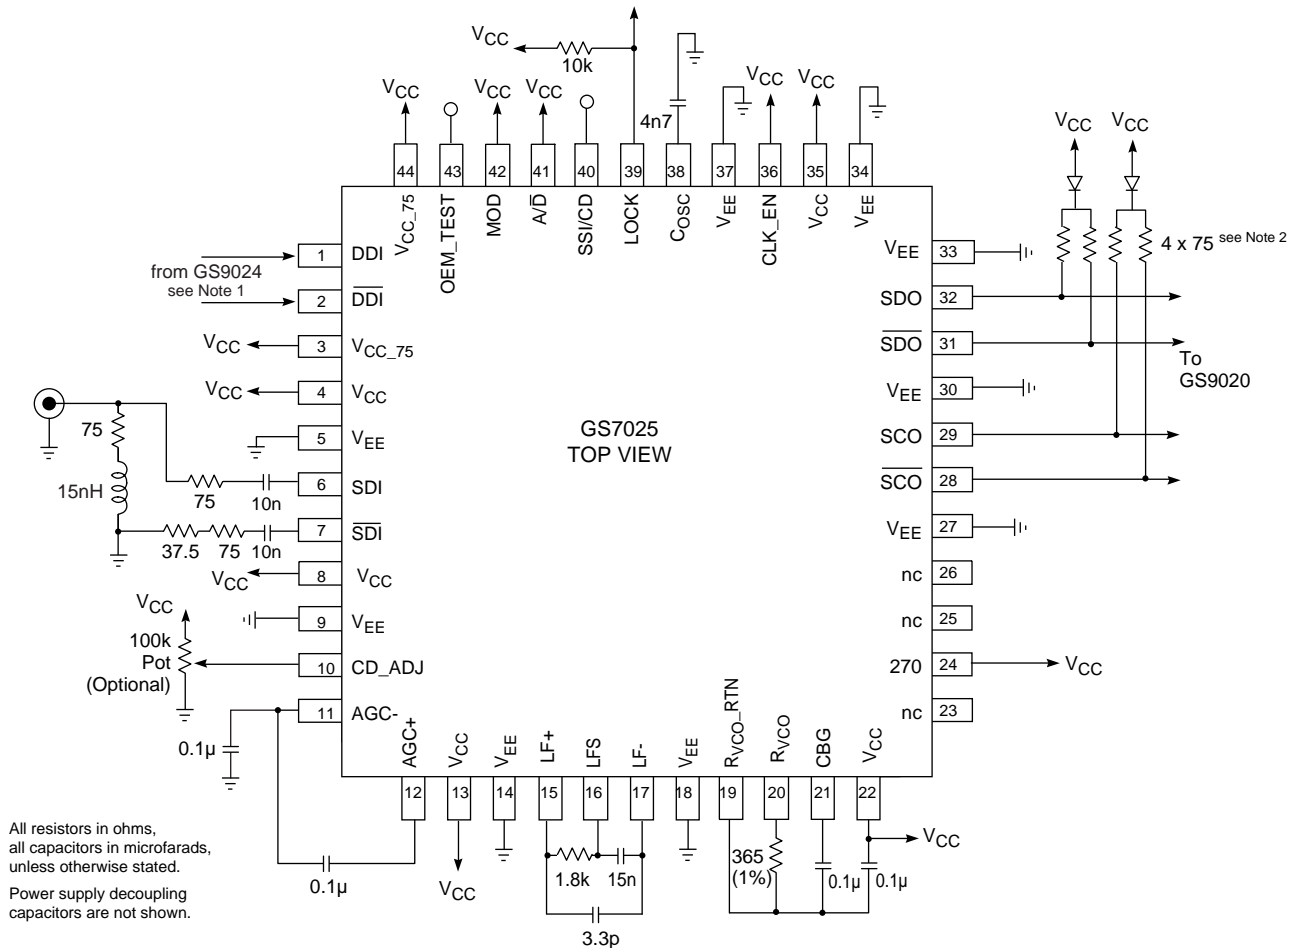 VCC
10k
4n7
VCC
VCC
VCC
VCC
VCC
VCC
VCC
44
43
42
41
40
39
38
37
36
35
34
VCC_75
OEM_TEST
MOD
A/D̅
SSI/CD
LOCK
COSC
VEE
CLK_EN
VCC
VEE
from GS9024
see Note 1
1
DDI
2
D̅D̅I̅
VCC
3
VCC_75
VCC
4
VCC
5
VEE
75
15nH
75
10n
6
SDI
37.5
75
10n
7
S̅D̅I̅
VCC
8
VCC
9
VEE
VCC
100k
Pot
(Optional)
10
CD_ADJ
11
AGC-
0.1µ
GS7025
TOP VIEW
VEE
33
4 x 75 see Note 2
SDO
32
S̅D̅O̅
31
To
GS9020
VEE
30
SCO
29
S̅C̅O̅
28
VEE
27
nc
26
nc
25
270
24
VCC
nc
23
AGC+
VCC
VEE
LF+
LFS
LF-
VEE
RVCO_RTN
RVCO
CBG
VCC
12
13
14
15
16
17
18
19
20
21
22
VCC
0.1µ
VCC
1.8k
15n
3.3p
365
(1%)
0.1µ
0.1µ
All resistors in ohms,
all capacitors in microfarads,
unless otherwise stated.
Power supply decoupling
capacitors are not shown.